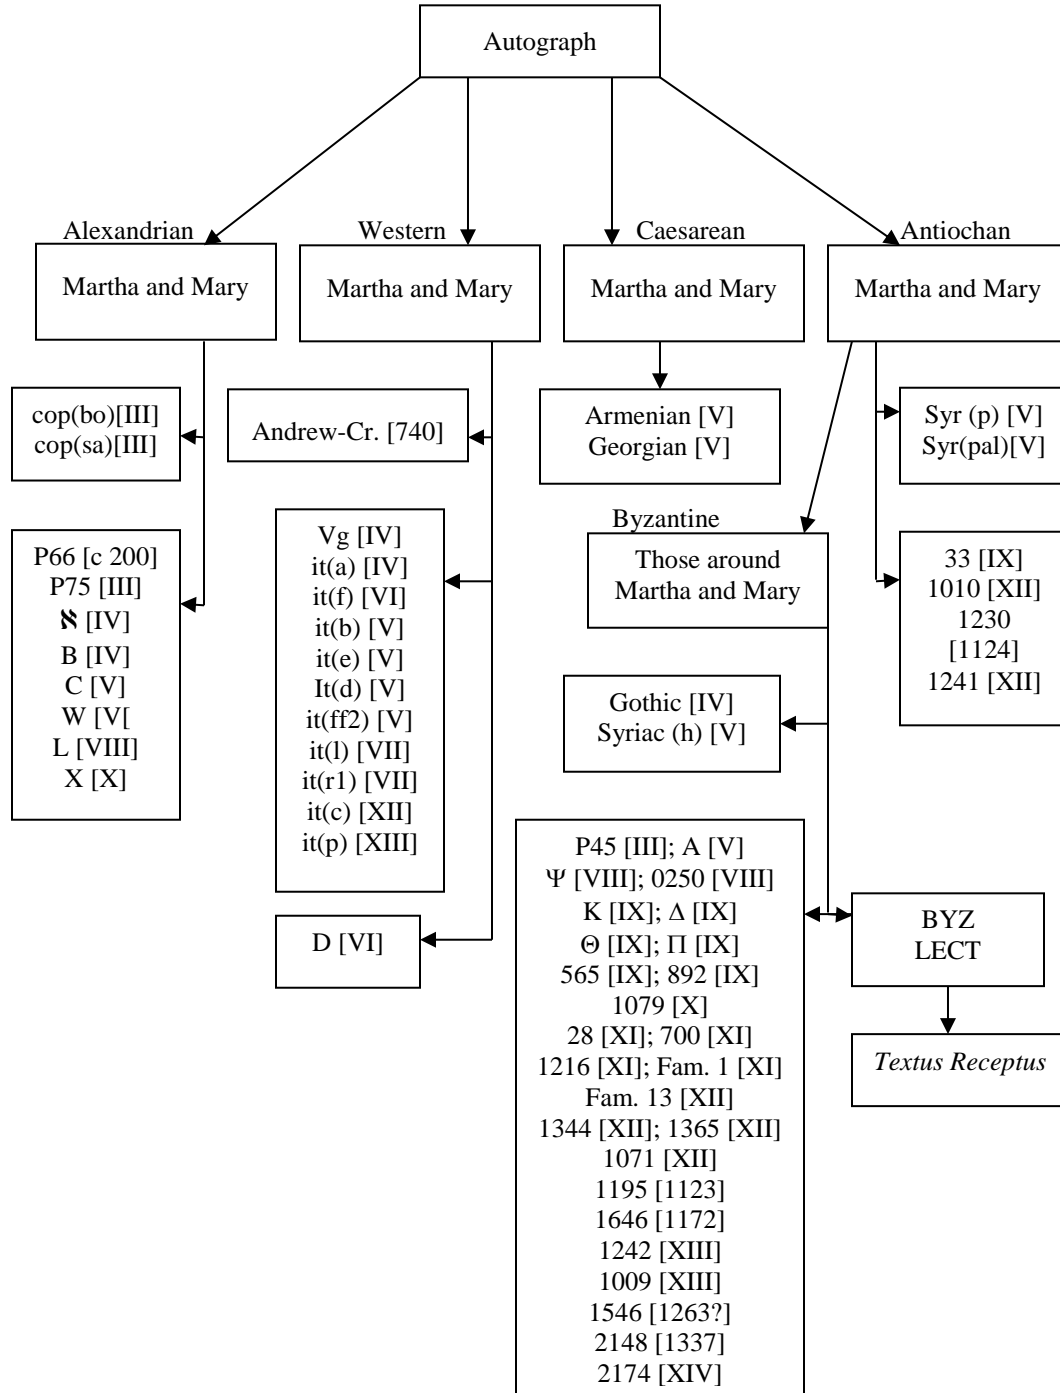 Autograph
Alexandrian
Martha and Mary
Western
Martha and Mary
Caesarean
Martha and Mary
Antiochan
Martha and Mary
cop(bo)[III]
cop(sa)[III]
P66 [c 200]
P75 [III]
ℵ [IV]
B [IV]
C [V]
W [V[
L [VIII]
X [X]
Andrew-Cr. [740]
Vg [IV]
it(a) [IV]
it(f) [VI]
it(b) [V]
it(e) [V]
It(d) [V]
it(ff2) [V]
it(l) [VII]
it(r1) [VII]
it(c) [XII]
it(p) [XIII]
D [VI]
Armenian [V]
Georgian [V]
Syr (p) [V]
Syr(pal)[V]
33 [IX]
1010 [XII]
1230
[1124]
1241 [XII]
Byzantine
Those around
Martha and Mary
Gothic [IV]
Syriac (h) [V]
P45 [III]; A [V]
Ψ [VIII]; 0250 [VIII]
K [IX]; Δ [IX]
Θ [IX]; Π [IX]
565 [IX]; 892 [IX]
1079 [X]
28 [XI]; 700 [XI]
1216 [XI]; Fam. 1 [XI]
Fam. 13 [XII]
1344 [XII]; 1365 [XII]
1071 [XII]
1195 [1123]
1646 [1172]
1242 [XIII]
1009 [XIII]
1546 [1263?]
2148 [1337]
2174 [XIV]
BYZ
LECT
Textus Receptus